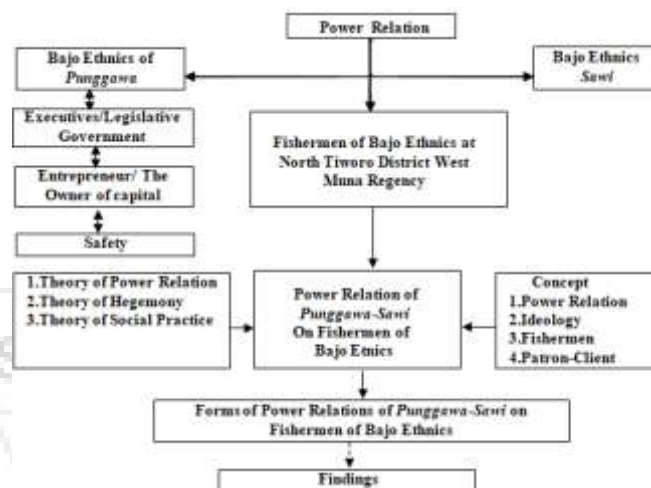 Power Relation
Bajo Ethnics of
Punggawa
Bajo Ethnics
Sawi
Executives/Legislative
Government
Fishermen of Bajo Ethnics at
North Tiworo District West
Muna Regency
Entrepreneur/ The
Owner of capital
Safety
1.Theory of Power Relation
2.Theory of Hegemony
3.Theory of Social Practice
Power Relation of
Punggawa-Sawi
On Fishermen of
Bajo Etnics
Concept
1.Power Relation
2.Ideology
3.Fishermen
4.Patron-Client
Forms of Power Relations of Punggawa-Sawi on
Fishermen of Bajo Ethnics
Findings